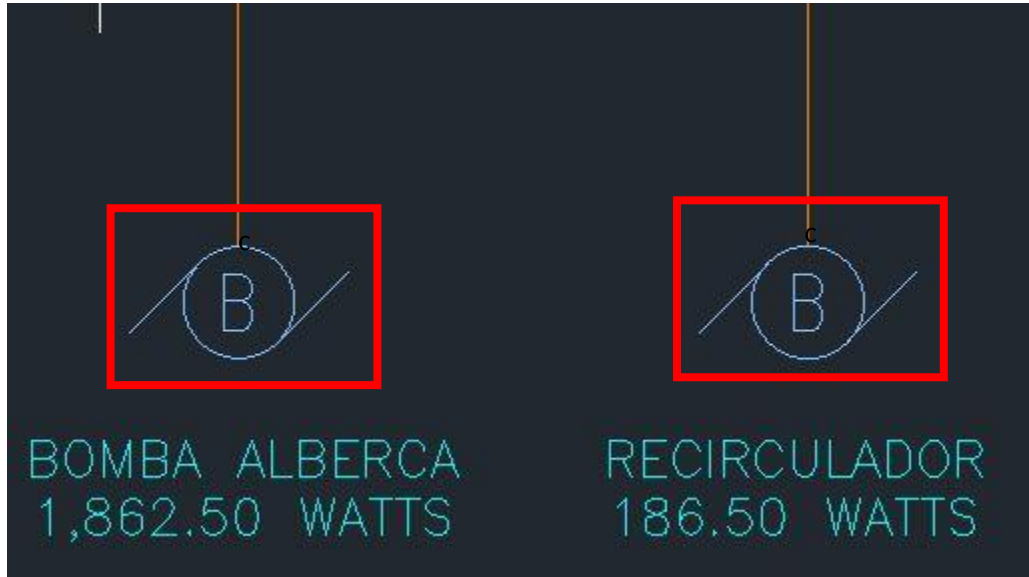 C
B
BOMBA ALBERCA
1,862.50 WATTS
C
B
RECIRCULADOR
186.50 WATTS